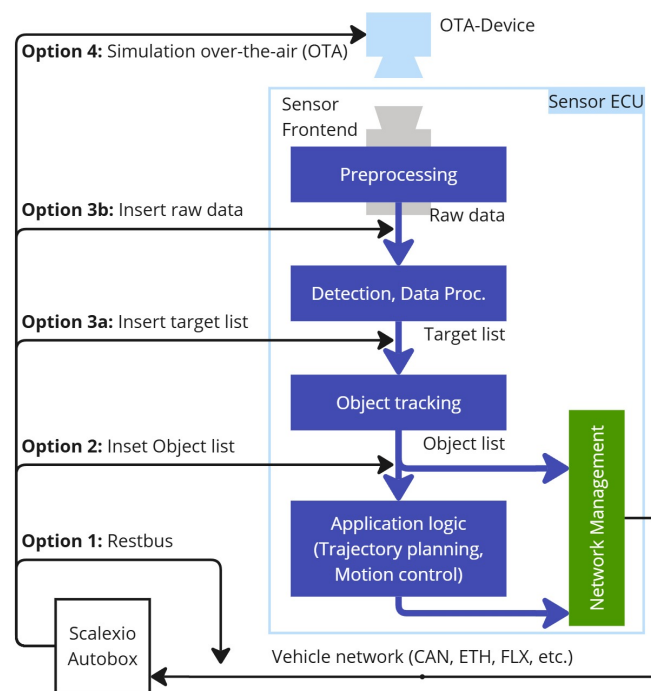 OTA-Device
Option 4: Simulation over-the-air (OTA)
Sensor ECU
Sensor
Frontend
Preprocessing
Option 3b: Insert raw data
Raw data
Detection, Data Proc.
Option 3a: Insert target list
Target list
Object tracking
Option 2: Inset Object list
Object list
Network Management
Application logic
(Trajectory planning,
Motion control)
Option 1: Restbus
Scalexio
Autobox
Vehicle network (CAN, ETH, FLX, etc.)